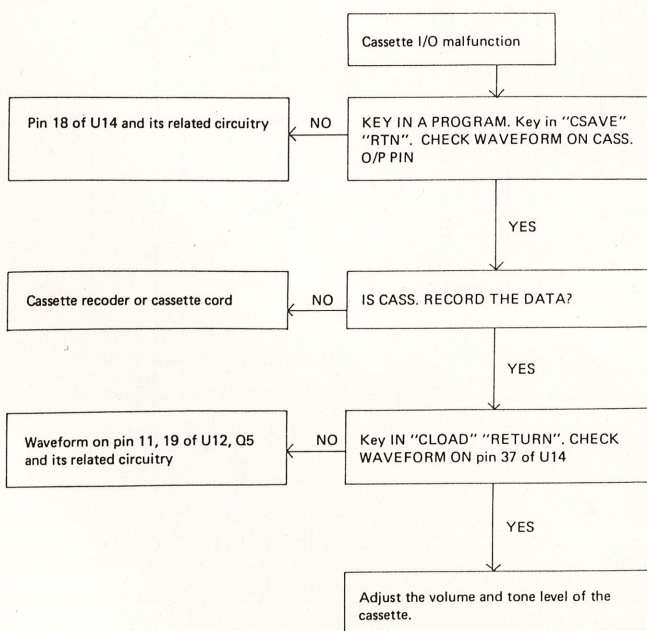 Cassette I/O malfunction
Pin 18 of U14 and its related circuitry
NO
KEY IN A PROGRAM. Key in "CSAVE"
"RTN". CHECK WAVEFORM ON CASS.
O/P PIN
YES
Cassette recoder or cassette cord
NO
IS CASS. RECORD THE DATA?
YES
Waveform on pin 11, 19 of U12, Q5
and its related circuitry
NO
Key IN "CLOAD" "RETURN". CHECK
WAVEFORM ON pin 37 of U14
YES
Adjust the volume and tone level of the
cassette.